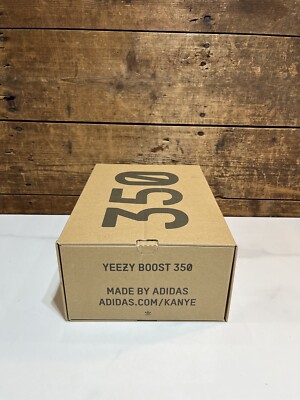 350
YEEZY BOOST 350
MADE BY ADIDAS
ADIDAS.COM/KANYE